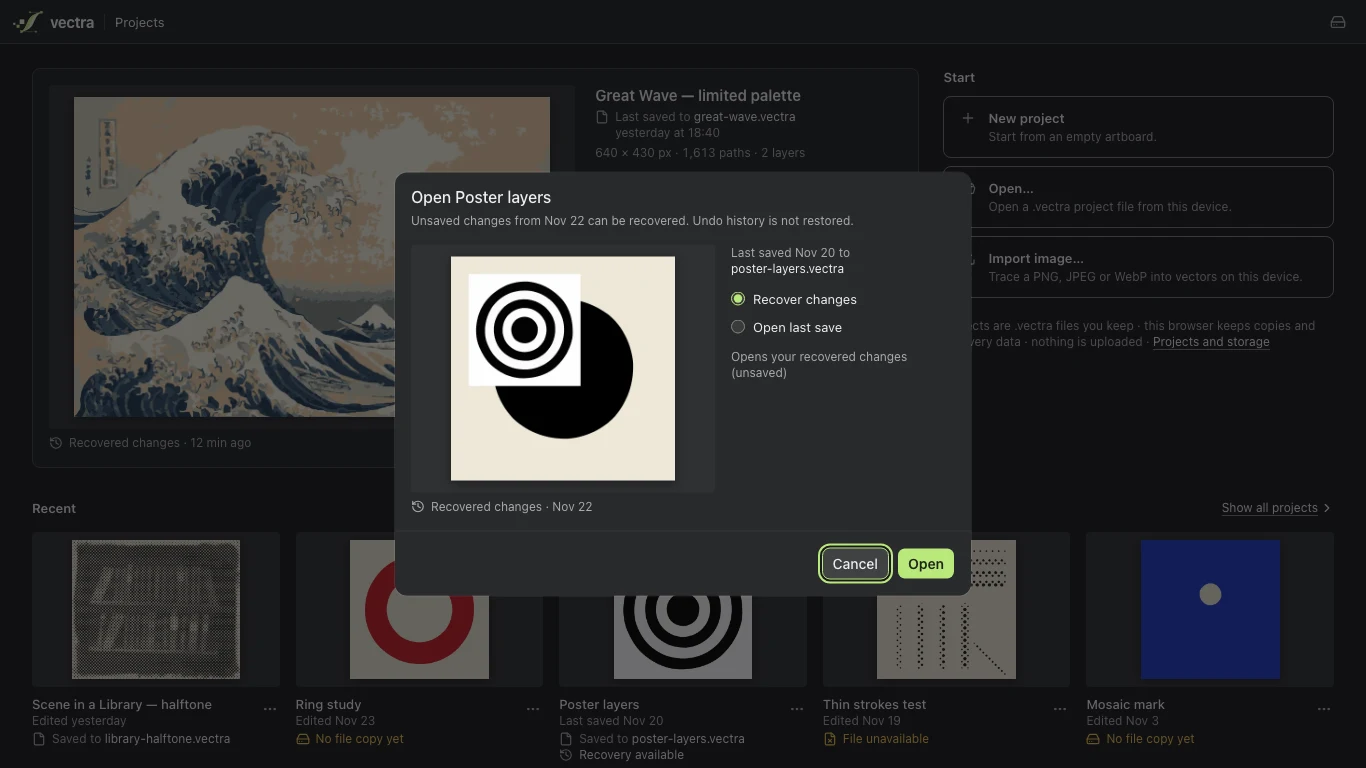 vectra
Projects
Great Wave — limited palette
Last saved to great-wave.vectra
yesterday at 18:40
640 × 430 px · 1,613 paths · 2 layers
Recovered changes · 12 min ago
Start
New project
Start from an empty artboard.
Open...
Open a .vectra project file from this device.
Import image...
Trace a PNG, JPEG or WebP into vectors on this device.
are .vectra files you keep · this browser keeps copies and
data · nothing is uploaded · Projects and storage
Open Poster layers
Unsaved changes from Nov 22 can be recovered. Undo history is not restored.
Last saved Nov 20 to
poster-layers.vectra
Recover changes
Open last save
Opens your recovered changes
(unsaved)
Recovered changes · Nov 22
Cancel
Open
Recent
Show all projects
Scene in a Library — halftone
Edited yesterday
Saved to library-halftone.vectra
Ring study
Edited Nov 23
No file copy yet
Poster layers
Last saved Nov 20
Saved to poster-layers.vectra
Recovery available
Thin strokes test
Edited Nov 19
File unavailable
Mosaic mark
Edited Nov 3
No file copy yet